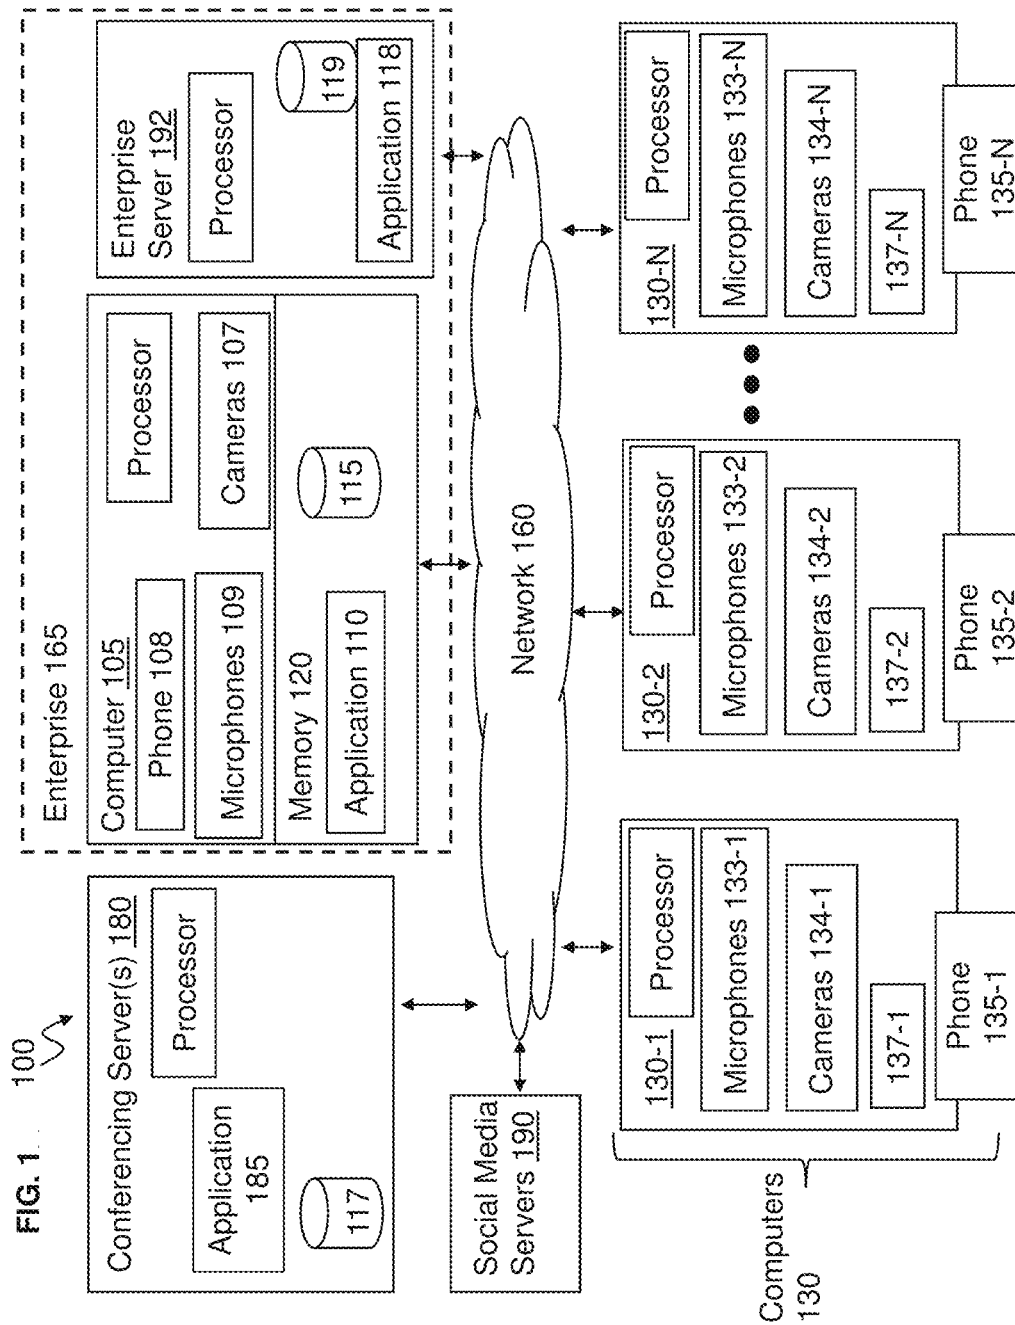 FIG. 1
100
Conferencing Server(s) 180
Processor
Application
185
117
Enterprise 165
Computer 105
Processor
Phone 108
Microphones 109
Cameras 107
Memory 120
Application 110
115
Enterprise
Server 192
Processor
119
Application 118
Social Media
Servers 190
Network 160
Computers
130
130-1
Processor
Microphones 133-1
Cameras 134-1
137-1
Phone
135-1
130-2
Processor
Microphones 133-2
Cameras 134-2
137-2
Phone
135-2
130-N
Processor
Microphones 133-N
Cameras 134-N
137-N
Phone
135-N